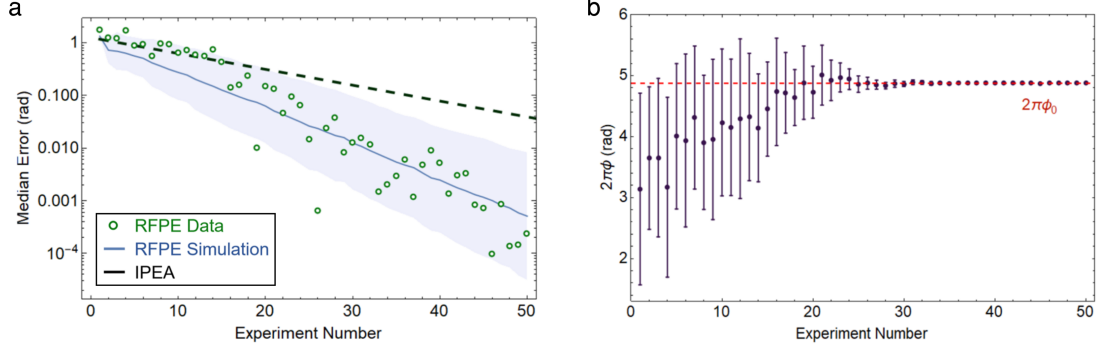 a
Median Error (rad)
1
0.100
0.010
0.001
10⁻⁴
RFPE Data
RFPE Simulation
IPEA
0 10 20 30 40 50
Experiment Number
b
2πϕ (rad)
6
5
4
3
2
2πϕ₀
0 10 20 30 40 50
Experiment Number